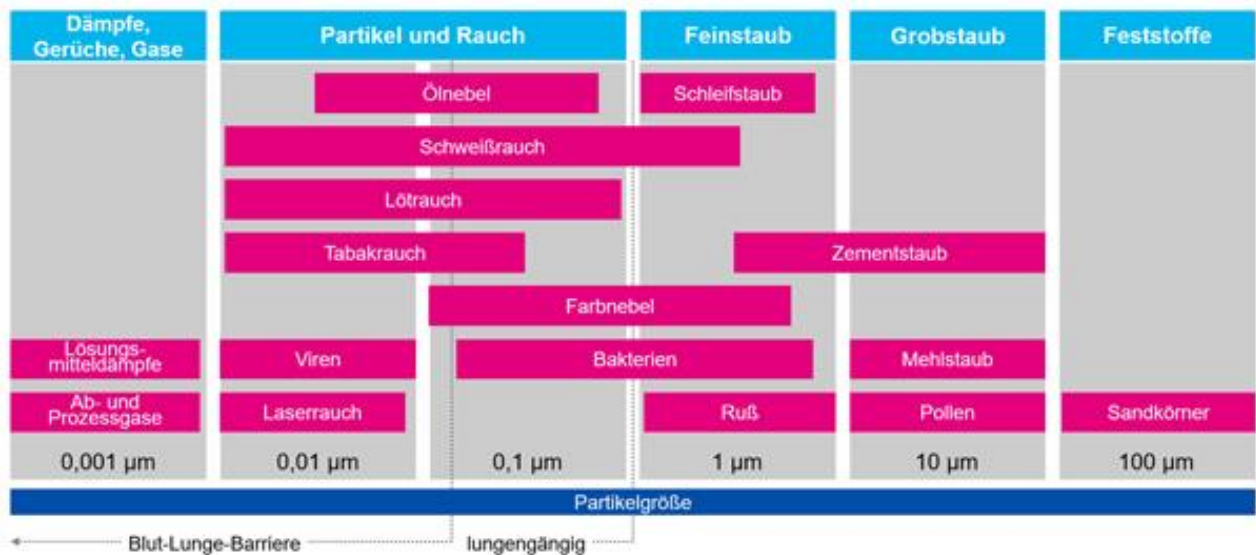 Dämpfe,
Gerüche, Gase
Partikel und Rauch
Feinstaub
Grobstaub
Feststoffe
Ölnebel
Schleifstaub
Schweißrauch
Lötrauch
Tabakrauch
Zementstaub
Farbnebel
Lösungs-
mitteldämpfe
Viren
Bakterien
Mehlstaub
Ab- und
Prozessgase
Laserrauch
Ruß
Pollen
Sandkörner
0,001 µm
0,01 µm
0,1 µm
1 µm
10 µm
100 µm
Partikelgröße
Blut-Lunge-Barriere
lungengängig